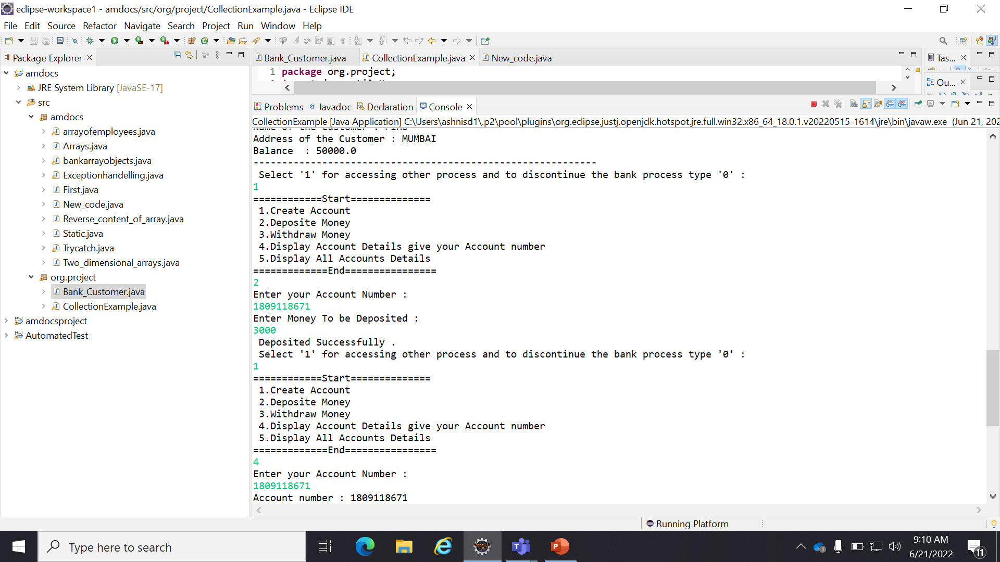 eclipse-workspace1 - amdocs/src/org/project/CollectionExample.java - Eclipse IDE
File Edit Source Refactor Navigate Search Project Run Window Help
Package Explorer
amdocs
JRE System Library [JavaSE-17]
src
amdocs
arrayofemployees.java
Arrays.java
bankarrayobjects.java
Exceptionhandelling.java
First.java
New_code.java
Reverse_content_of_array.java
Static.java
Trycatch.java
Two_dimensional_arrays.java
org.project
Bank_Customer.java
CollectionExample.java
amdocsproject
AutomatedTest
Bank_Customer.java CollectionExample.java New_code.java
1 package org.project;
Tas...
Ou...
Problems Javadoc Declaration Console
CollectionExample [Java Application] C:\Users\ashnisd1\.p2\pool\plugins\org.eclipse.justj.openjdk.hotspot.jre.full.win32.x86_64_18.0.1.v20220515-1614\jre\bin\javaw.exe (Jun 21, 202
Address of the Customer : MUMBAI
Balance  : 50000.0
------------------------------------------------------------
Select '1' for accessing other process and to discontinue the bank process type '0' :
1
============Start==============
1.Create Account
2.Deposite Money
3.Withdraw Money
4.Display Account Details give your Account number
5.Display All Accounts Details
=============End================
2
Enter your Account Number :
1809118671
Enter Money To be Deposited :
3000
Deposited Successfully .
Select '1' for accessing other process and to discontinue the bank process type '0' :
1
============Start==============
1.Create Account
2.Deposite Money
3.Withdraw Money
4.Display Account Details give your Account number
5.Display All Accounts Details
=============End================
4
Enter your Account Number :
1809118671
Account number : 1809118671
Running Platform
Type here to search
9:10 AM
6/21/2022
11